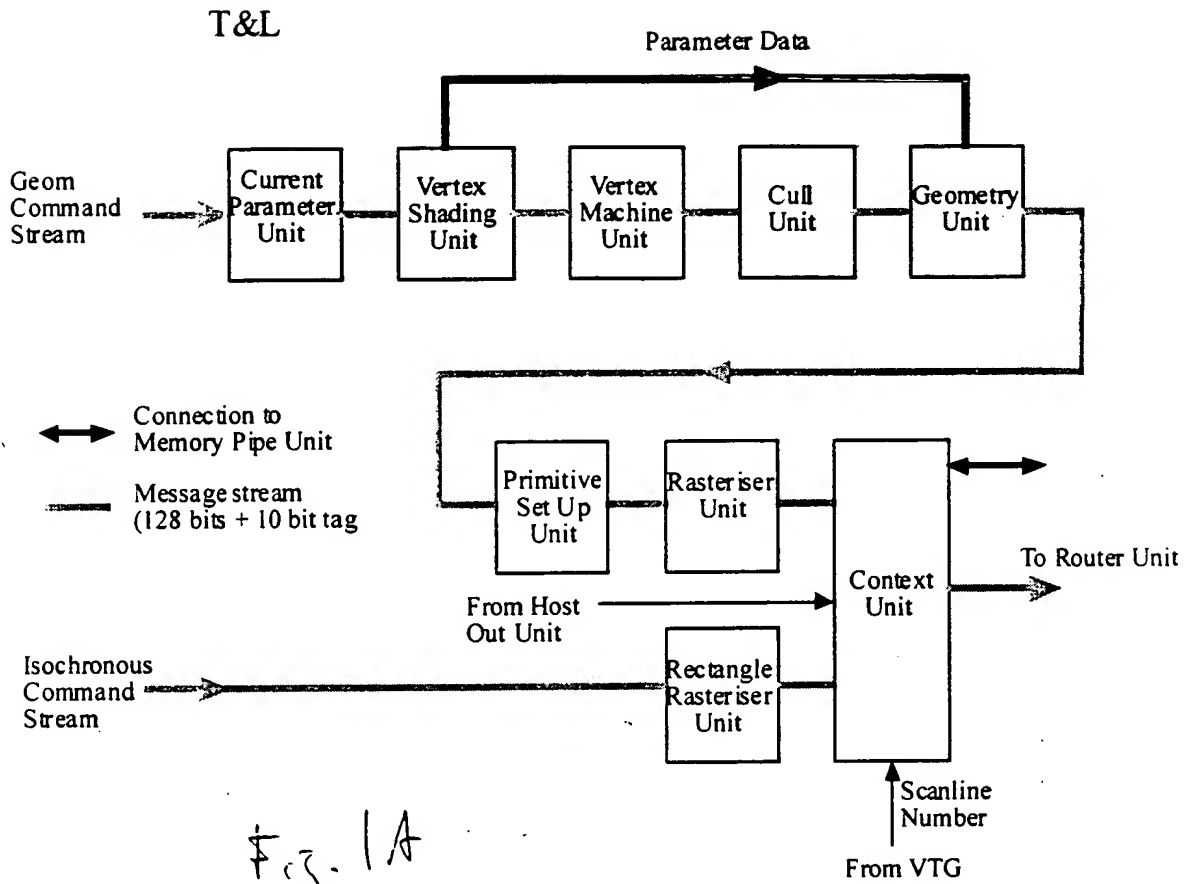 T&L
Parameter Data
Geom
Command
Stream
Current
Parameter
Unit
Vertex
Shading
Unit
Vertex
Machine
Unit
Cull
Unit
Geometry
Unit
Connection to
Memory Pipe Unit
Message stream
(128 bits + 10 bit tag
Primitive
Set Up
Unit
Rasteriser
Unit
Context
Unit
To Router Unit
From Host
Out Unit
Isochronous
Command
Stream
Rectangle
Rasteriser
Unit
Scanline
Number
From VTG
Fig. 1A